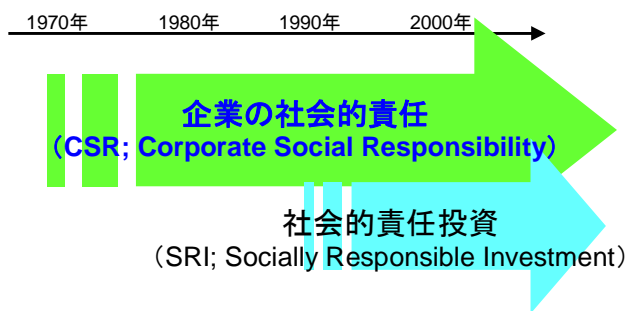 1970年 1980年 1990年 2000年
企業の社会的責任
（CSR; Corporate Social Responsibility）
社会的責任投資
（SRI; Socially Responsible Investment）